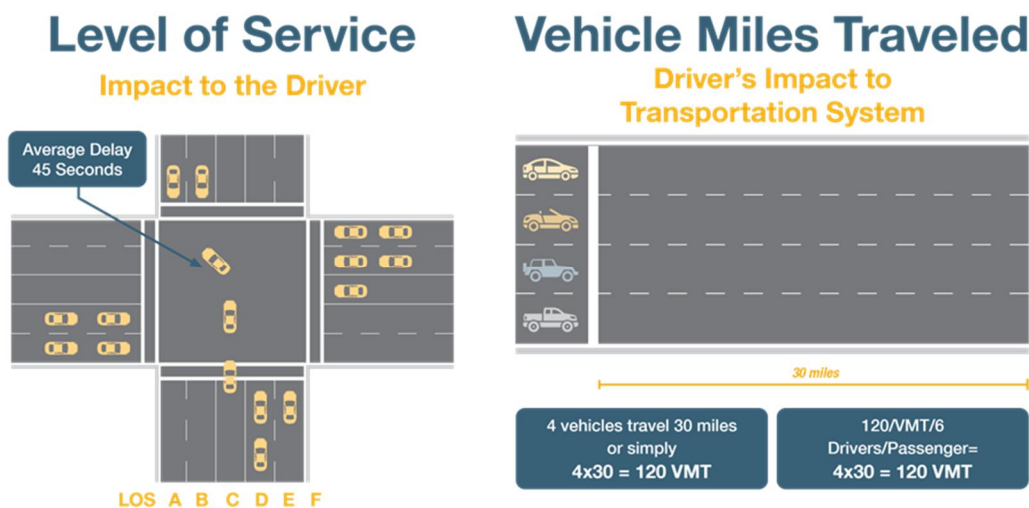 Level of Service
Impact to the Driver
Average Delay
45 Seconds
LOS A B C D E F
Vehicle Miles Traveled
Driver's Impact to
Transportation System
30 miles
4 vehicles travel 30 miles
or simply
4x30 = 120 VMT
120/VMT/6
Drivers/Passenger=
4x30 = 120 VMT